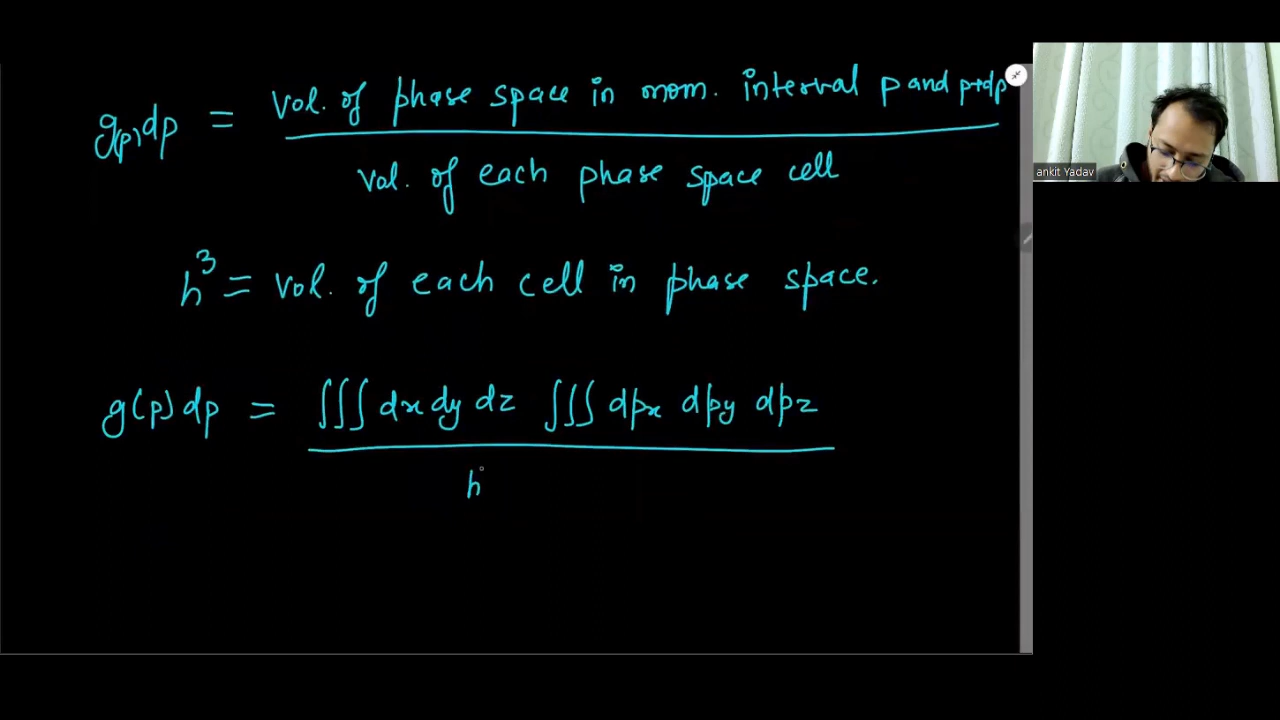 g(p)dp = vol. of phase space in mom. interval p and p+dp
vol. of each phase space cell
h³ = vol. of each cell in phase space.
g(p) dp = ∭ dx dy dz ∭ dpx dpy dpz
h
ankit Yadav